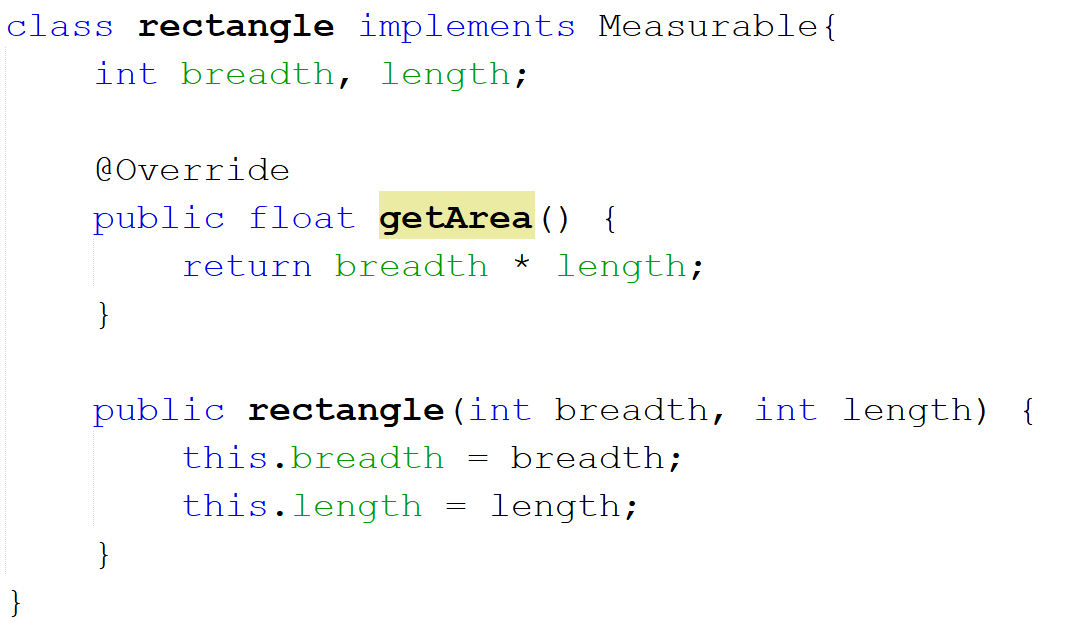 class rectangle implements Measurable{
int breadth, length;
@Override
public float getArea() {
return breadth * length;
}
public rectangle(int breadth, int length) {
this.breadth = breadth;
this.length = length;
}
}